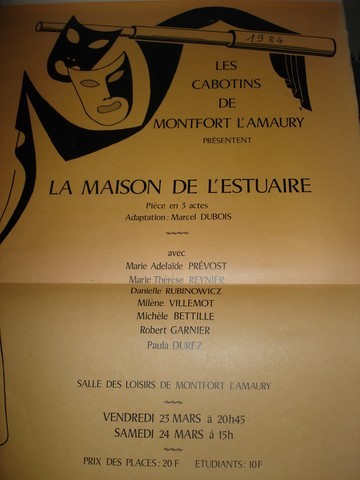 1984
LES
CABOTINS
DE
MONTFORT L'AMAURY
PRÉSENTENT
LA MAISON DE L'ESTUAIRE
Pièce en 3 actes
Adaptation: Marcel DUBOIS
avec
Marie Adelaïde PRÉVOST
Marie Thérèse REYNIER
Danielle RUBINOWICZ
Milène VILLEMOT
Michèle BETTILLE
Robert GARNIER
Paula DUREZ
SALLE DES LOISIRS DE MONTFORT L'AMAURY
VENDREDI 23 MARS à 20h45
SAMEDI 24 MARS à 15h
PRIX DES PLACES: 20F ETUDIANTS: 10F